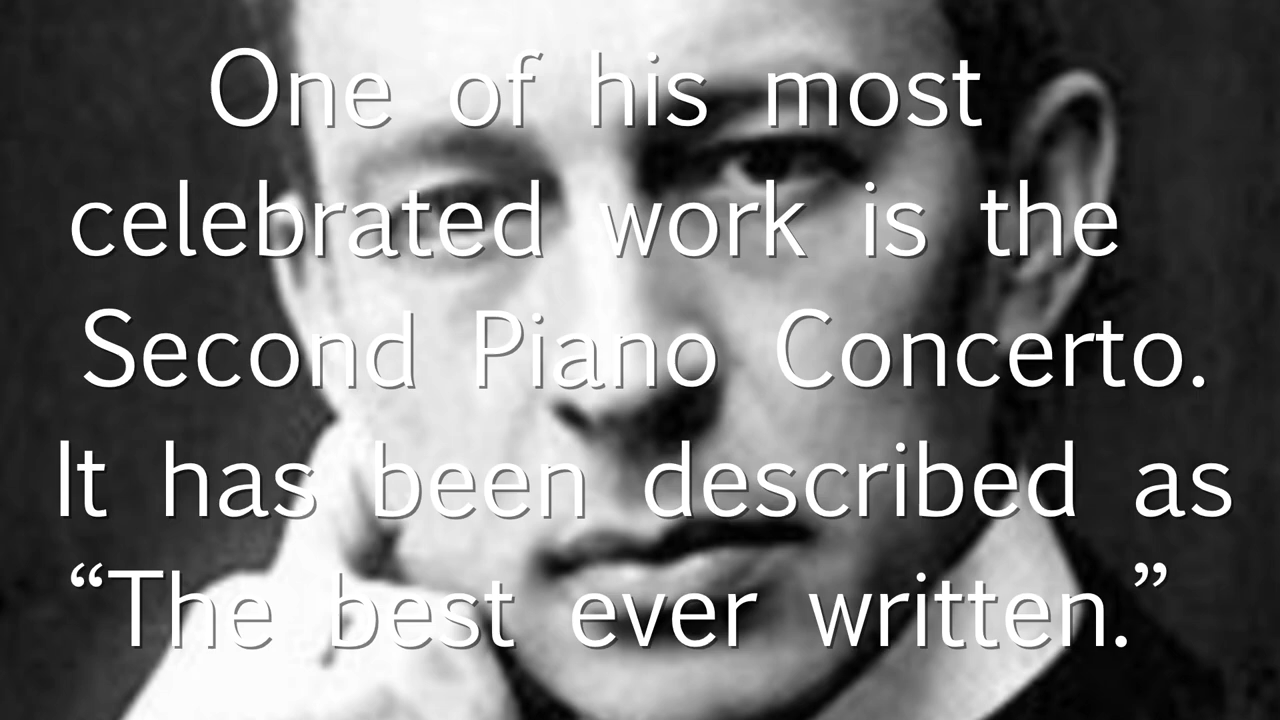 One of his most
celebrated work is the
Second Piano Concerto.
It has been described as
“The best ever written.”